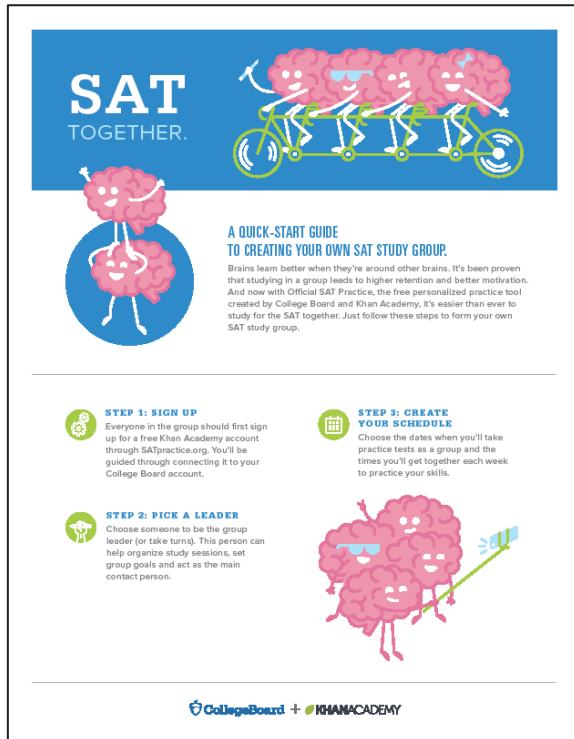 SAT
TOGETHER.
A QUICK-START GUIDE
TO CREATING YOUR OWN SAT STUDY GROUP.
Brains learn better when they're around other brains. It's been proven
that studying in a group leads to higher retention and better motivation.
And now with Official SAT Practice, the free personalized practice tool
created by College Board and Khan Academy, it's easier than ever to
study for the SAT together. Just follow these steps to form your own
SAT study group.
STEP 1: SIGN UP
Everyone in the group should first sign
up for a free Khan Academy account
through SATpractice.org. You'll be
guided through connecting it to your
College Board account.
STEP 2: PICK A LEADER
Choose someone to be the group
leader (or take turns). This person can
help organize study sessions, set
group goals and act as the main
contact person.
STEP 3: CREATE
YOUR SCHEDULE
Choose the dates when you'll take
practice tests as a group and the
times you'll get together each week
to practice your skills.
CollegeBoard + KHANACADEMY